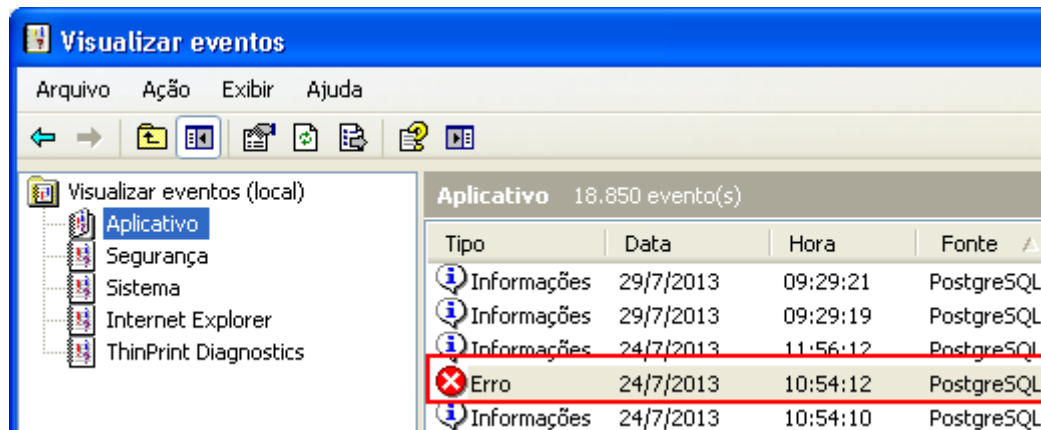 Visualizar eventos
Arquivo Ação Exibir Ajuda
Visualizar eventos (local)
Aplicativo
Segurança
Sistema
Internet Explorer
ThinPrint Diagnostics
Aplicativo 18.850 evento(s)
Tipo Data Hora Fonte
Informações 29/7/2013 09:29:21 PostgreSQL
Informações 29/7/2013 09:29:19 PostgreSQL
Informações 24/7/2013 11:56:12 PostgreSQL
Erro 24/7/2013 10:54:12 PostgreSQL
Informações 24/7/2013 10:54:10 PostgreSQL